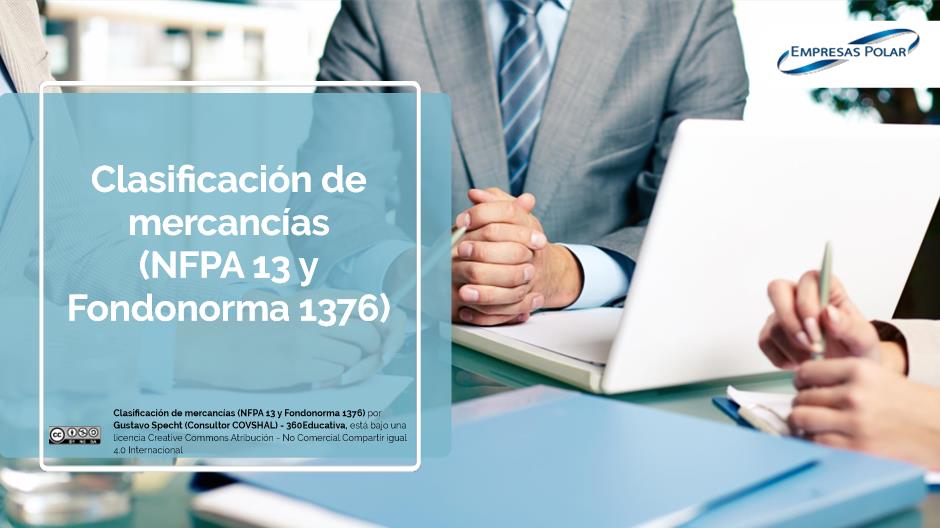 EMPRESAS POLAR
Clasificación de
mercancías
(NFPA 13 y
Fondonorma 1376)
Clasificación de mercancías (NFPA 13 y Fondonorma 1376) por
Gustavo Specht (Consultor COVSHAL) - 360Educativa, está bajo una
licencia Creative Commons Atribución - No Comercial Compartir igual
4.0 Internacional
cc
BY NC SA